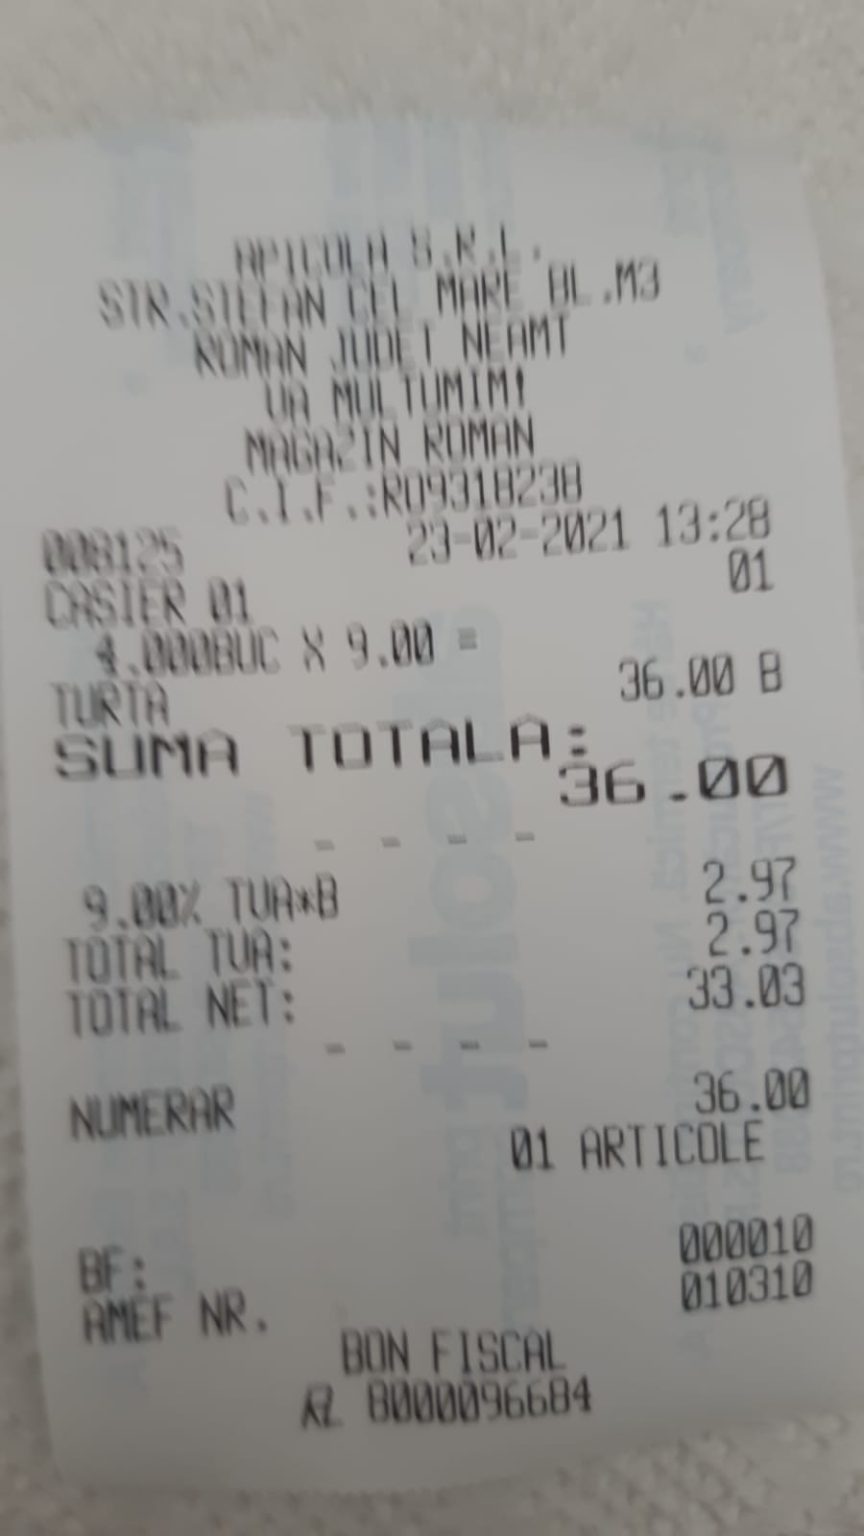 APICOLA S.R.L.
STR.STEFAN CEL MARE BL.M3
ROMAN JUDET NEAMT
VA MULTUMIM!
MAGAZIN ROMAN
C.I.F.:RO9318238
008125 23-02-2021 13:28
CASIER 01 01
4.000BUC X 9.00 =
TURTA 36.00 B
SUMA TOTALA:
36.00
- - - -
9.00% TVA*B 2.97
TOTAL TVA: 2.97
TOTAL NET: 33.03
- - - -
NUMERAR 36.00
01 ARTICOLE
BF: 000010
AMEF NR. 010310
BON FISCAL
8000096684